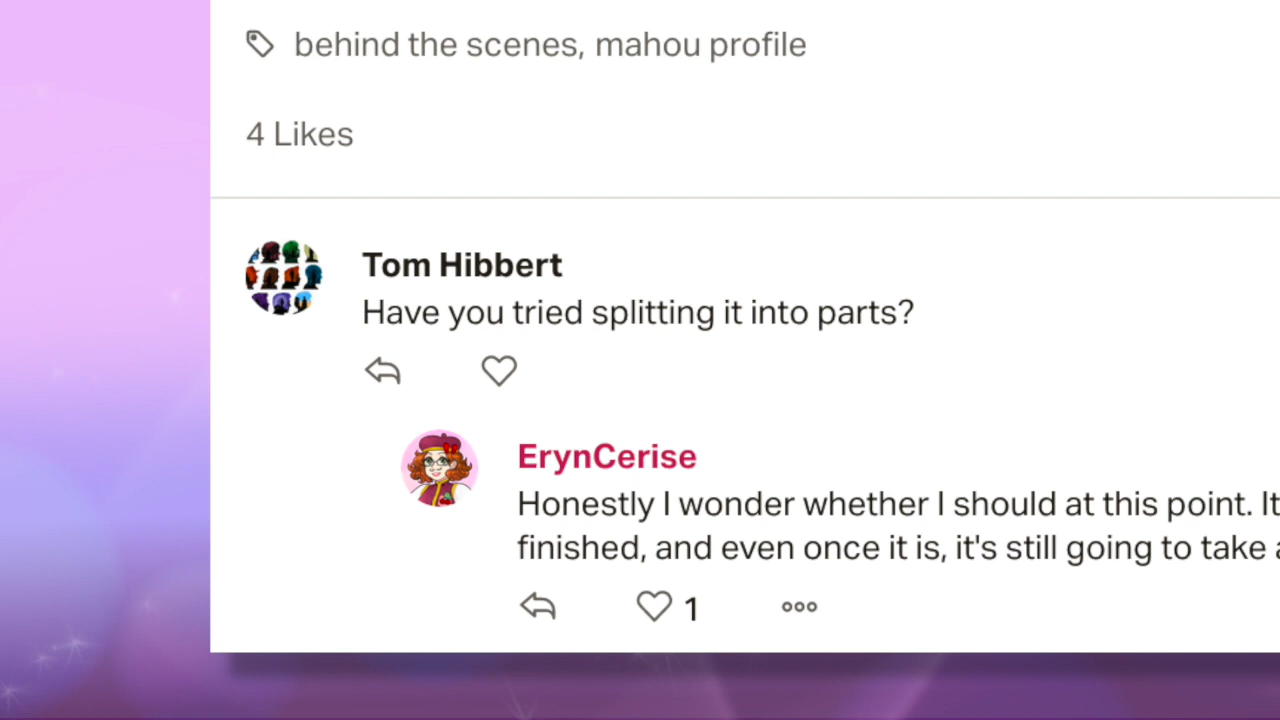 behind the scenes, mahou profile
4 Likes
Tom Hibbert
Have you tried splitting it into parts?
ErynCerise
Honestly I wonder whether I should at this point. It
finished, and even once it is, it's still going to take
1